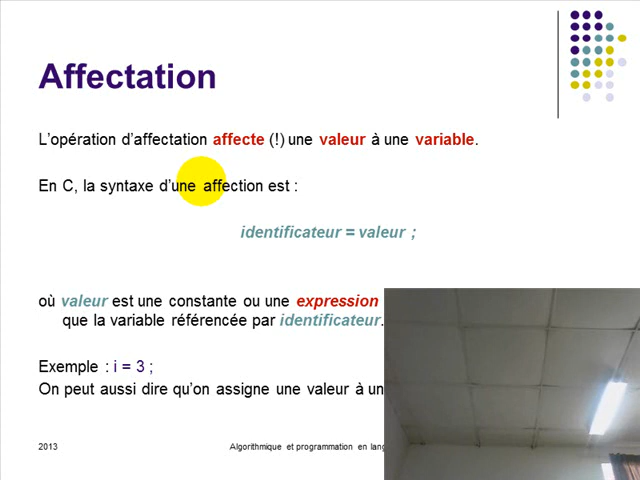 Affectation
L'opération d'affectation affecte (!) une valeur à une variable.
En C, la syntaxe d'une affection est :
identificateur = valeur ;
où valeur est une constante ou une expression
que la variable référencée par identificateur.
Exemple : i = 3 ;
On peut aussi dire qu'on assigne une valeur à un
2013
Algorithmique et programmation en lang